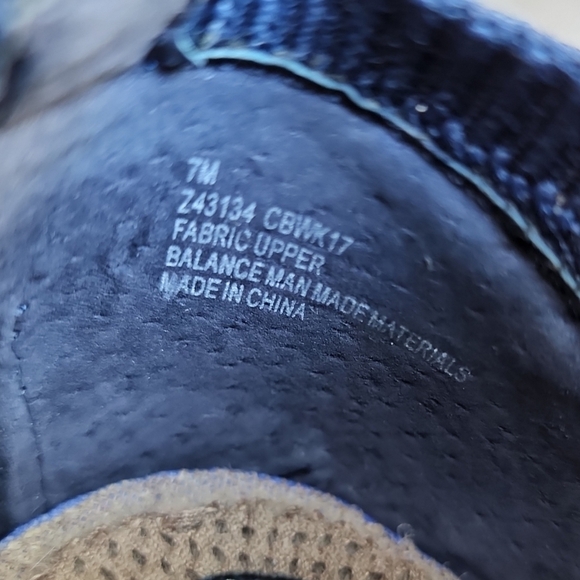 7M
Z43134 CBWK17
FABRIC UPPER
BALANCE MAN MADE MATERIALS
MADE IN CHINA